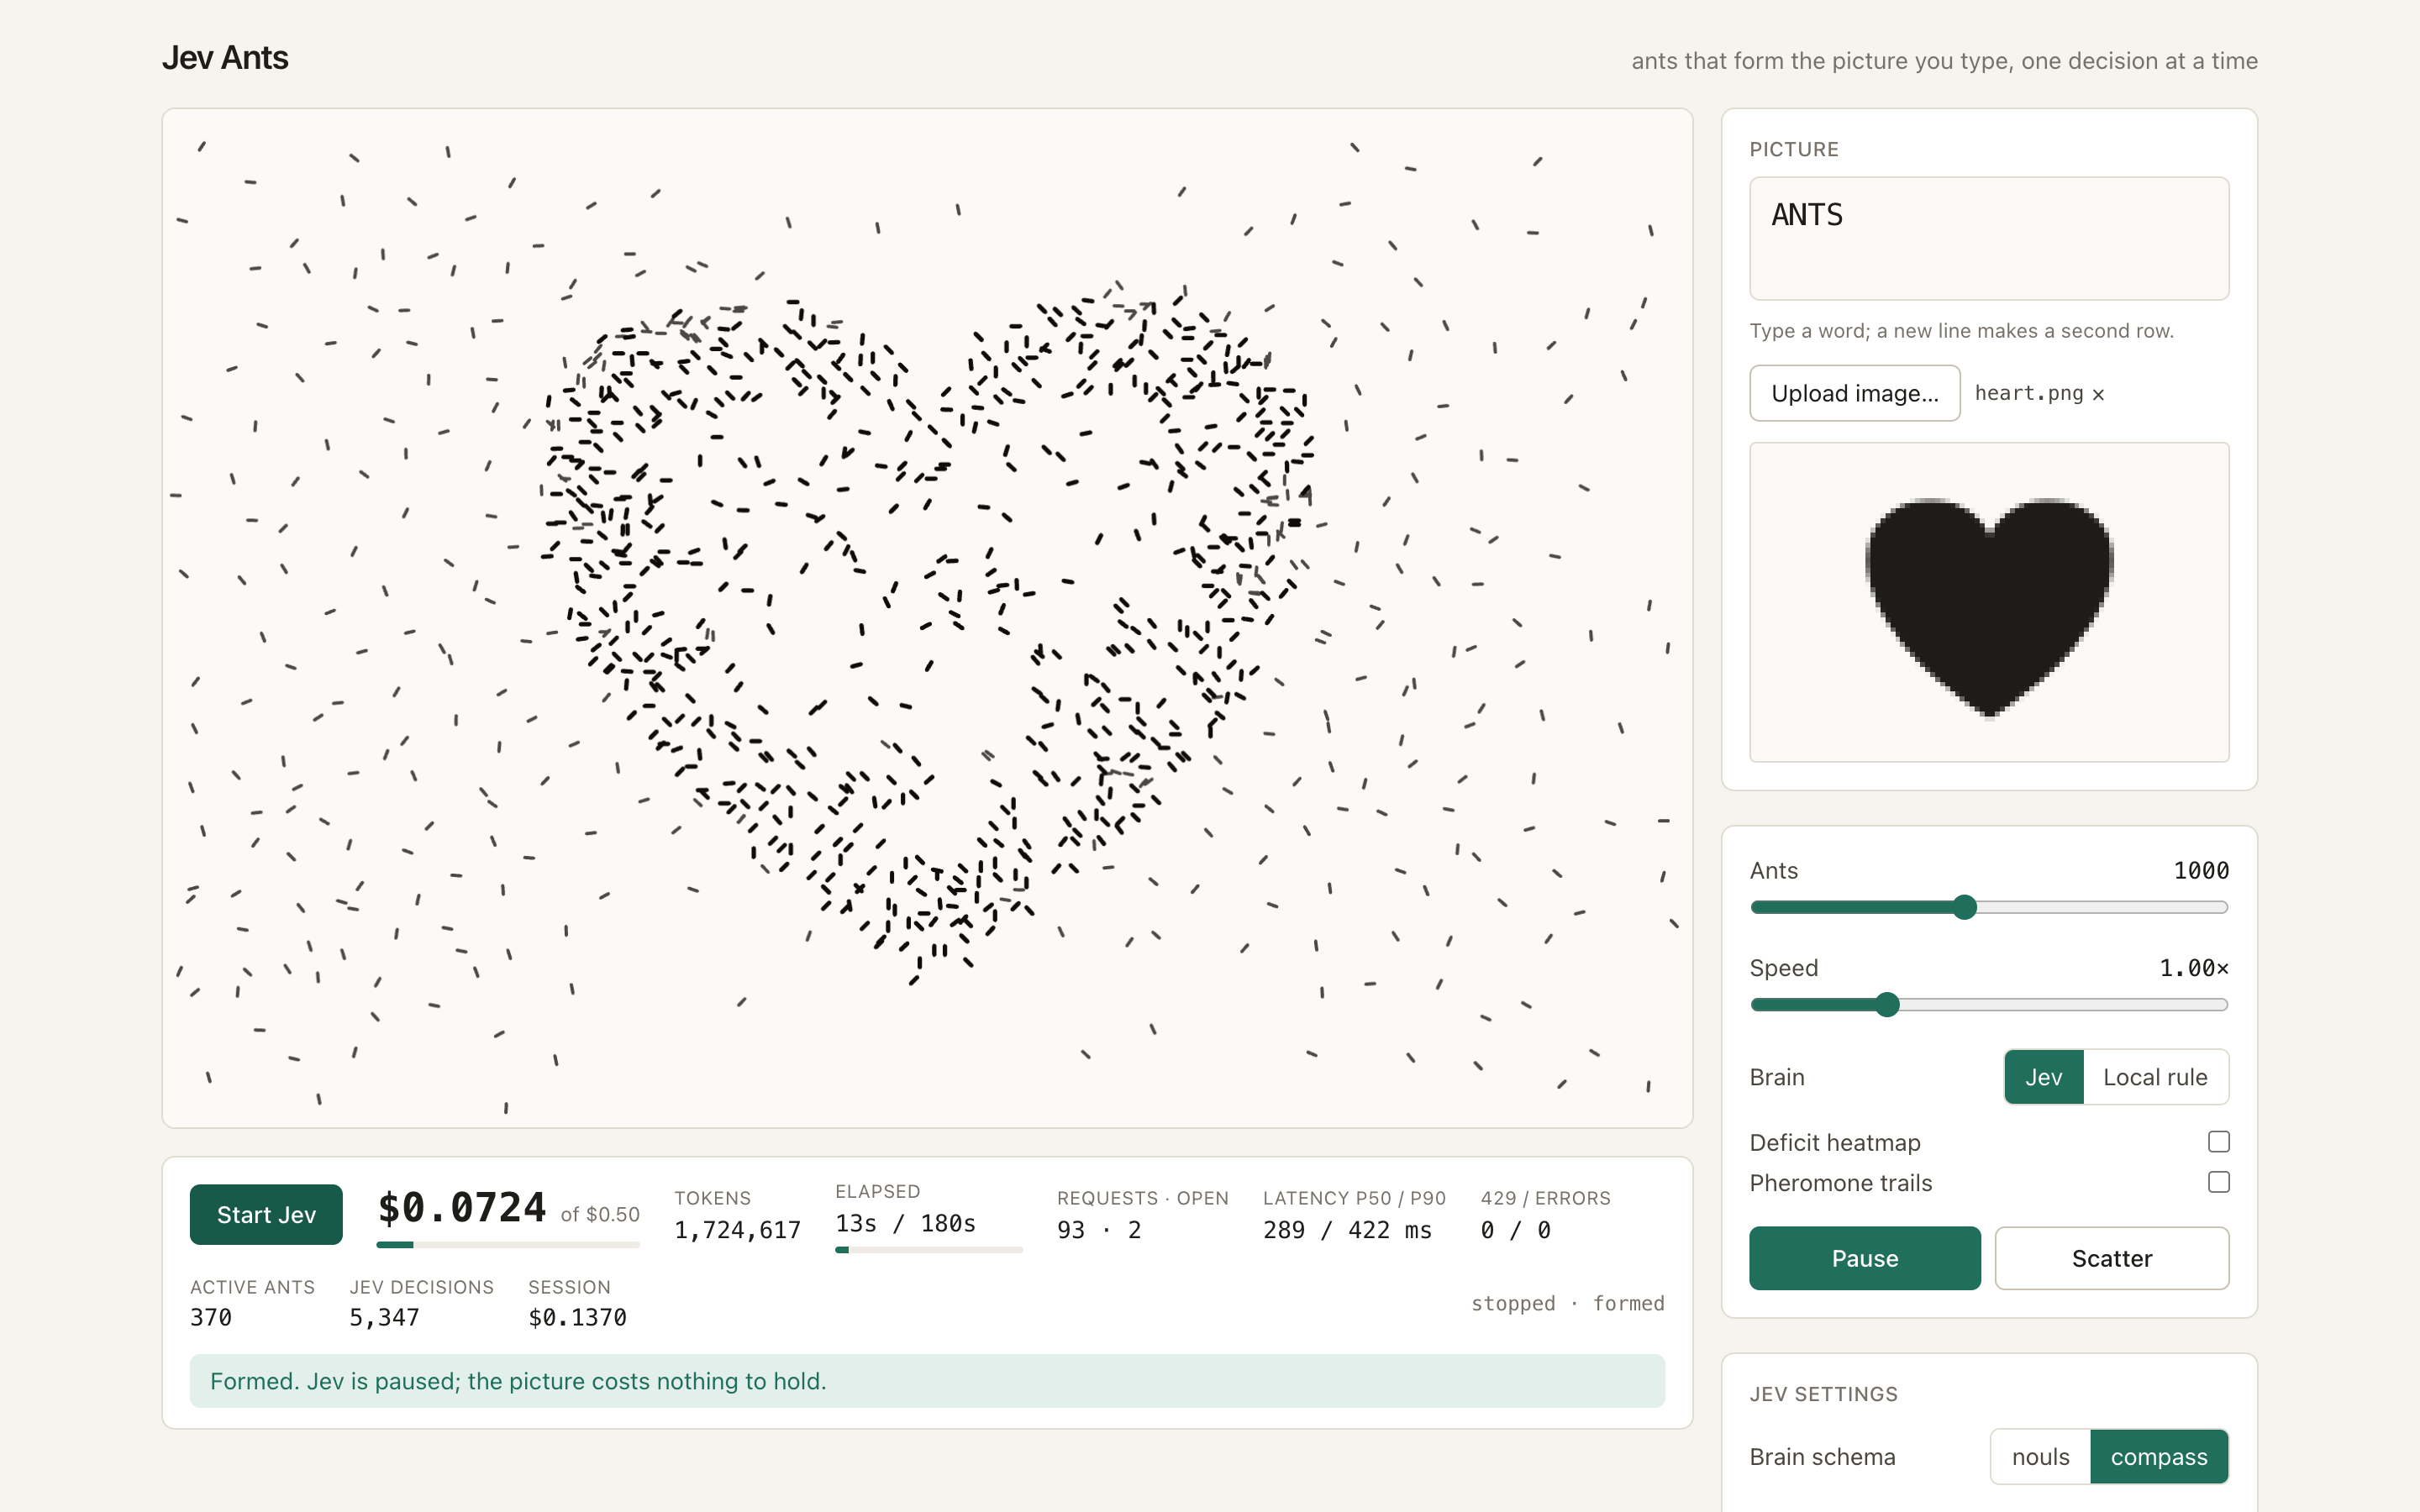 Jev Ants
ants that form the picture you type, one decision at a time
PICTURE
ANTS
Type a word; a new line makes a second row.
Upload image...
heart.png ×
Ants 1000
Speed 1.00×
Brain Jev Local rule
Deficit heatmap
Pheromone trails
Pause Scatter
JEV SETTINGS
Brain schema nouls compass
Start Jev
$0.0724 of $0.50
TOKENS
1,724,617
ELAPSED
13s / 180s
REQUESTS · OPEN
93 · 2
LATENCY P50 / P90
289 / 422 ms
429 / ERRORS
0 / 0
ACTIVE ANTS
370
JEV DECISIONS
5,347
SESSION
$0.1370
stopped · formed
Formed. Jev is paused; the picture costs nothing to hold.